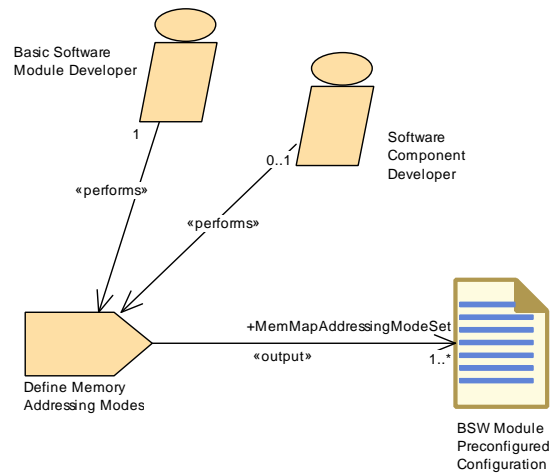 Basic Software
Module Developer
1
Software
Component
Developer
0..1
«performs»
«performs»
+MemMapAddressingModeSet
«output»
1..*
Define Memory
Addressing Modes
BSW Module
Preconfigured
Configuration